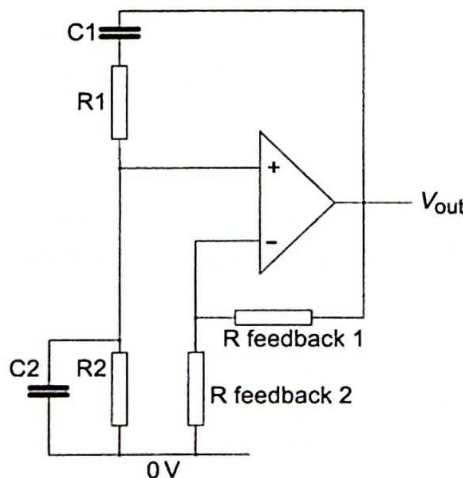 C1
R1
+
V_out
−
R feedback 1
C2
R2
R feedback 2
0 V